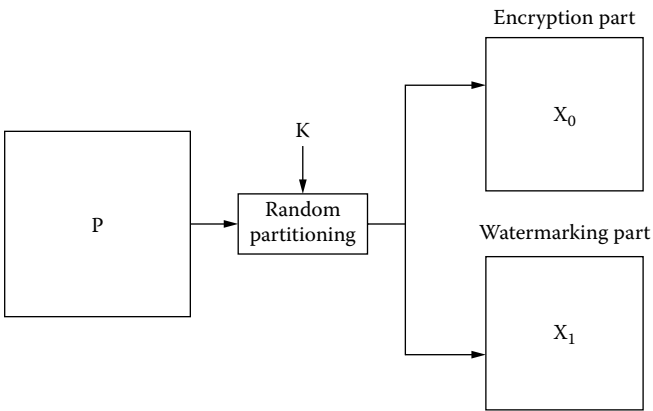 Encryption part
X₀
K
P
Random
partitioning
Watermarking part
X₁